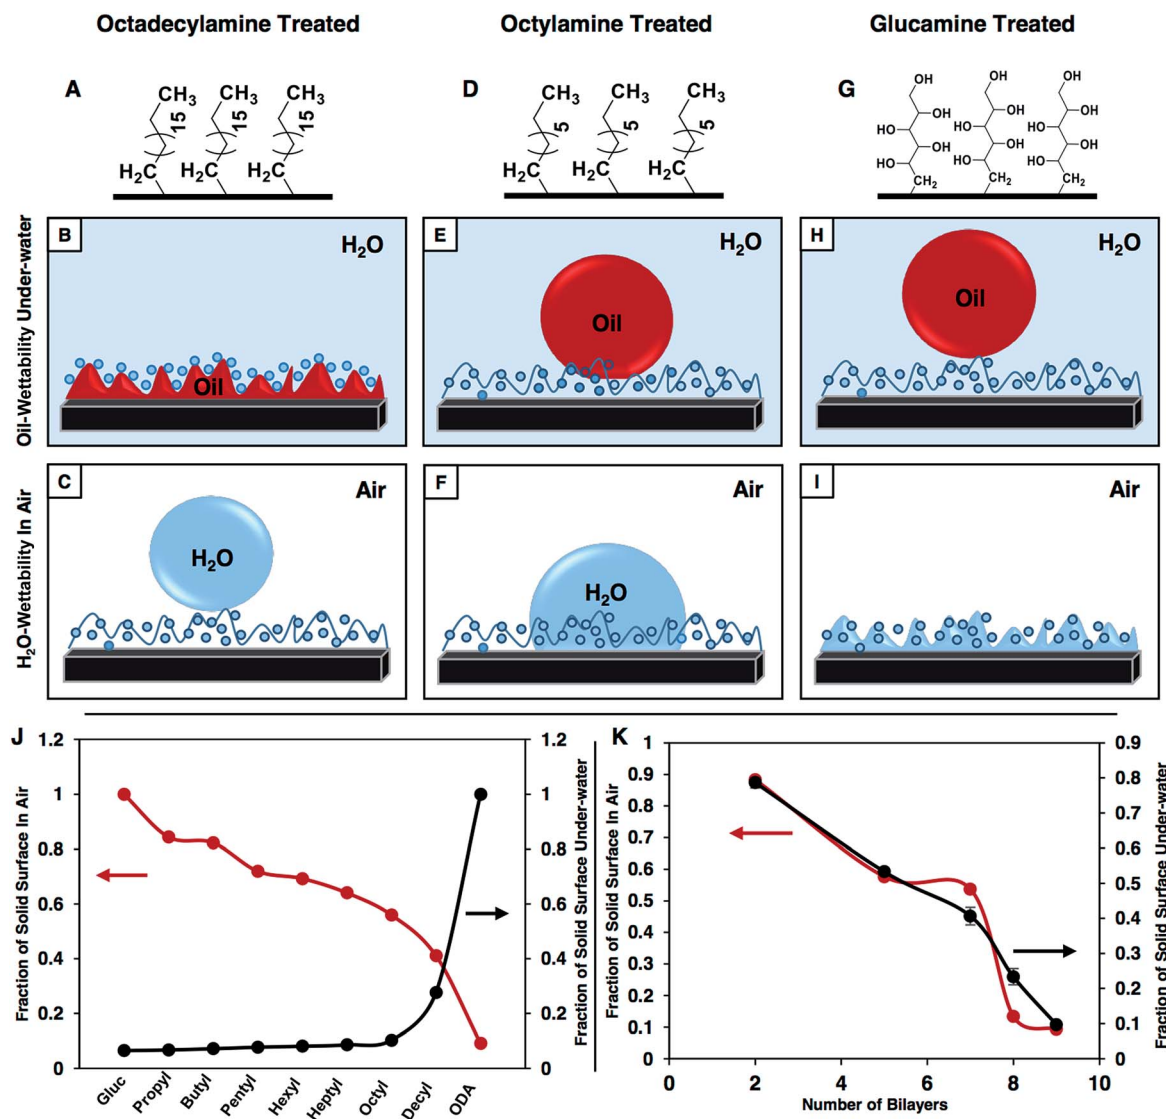 Octadecylamine Treated
Octylamine Treated
Glucamine Treated
A
CH3 CH3 CH3
15 15 15
H2C H2C H2C
D
CH3 CH3 CH3
5 5 5
H2C H2C H2C
G
OH OH OH
OH OH OH
HO HO HO
OH OH OH
HO HO HO
CH2 CH2 CH2
Oil-Wettability Under-water
B
H2O
Oil
E
H2O
Oil
H
H2O
Oil
H2O-Wettability In Air
C
Air
H2O
F
Air
H2O
I
Air
J
Fraction of Solid Surface In Air
1.2
1
0.8
0.6
0.4
0.2
0
1.2
1
0.8
0.6
0.4
0.2
0
Fraction of Solid Surface Under-water
Gluc
Propyl
Butyl
Pentyl
Hexyl
Heptyl
Octyl
Decyl
ODA
K
Fraction of Solid Surface In Air
1
0.9
0.8
0.7
0.6
0.5
0.4
0.3
0.2
0.1
0
0.9
0.8
0.7
0.6
0.5
0.4
0.3
0.2
0.1
0
Fraction of Solid Surface Under-water
0 2 4 6 8 10
Number of Bilayers